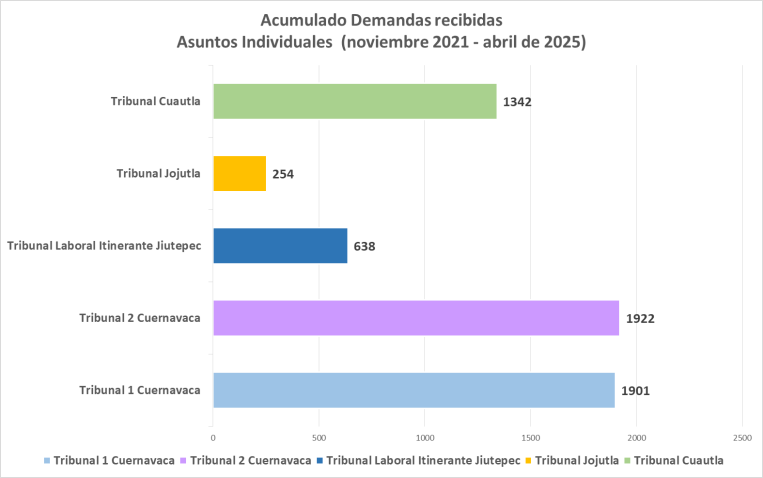 Acumulado Demandas recibidas
Asuntos Individuales (noviembre 2021 - abril de 2025)
Tribunal Cuautla
1342
Tribunal Jojutla
254
Tribunal Laboral Itinerante Jiutepec
638
Tribunal 2 Cuernavaca
1922
Tribunal 1 Cuernavaca
1901
0 500 1000 1500 2000 2500
Tribunal 1 Cuernavaca Tribunal 2 Cuernavaca Tribunal Laboral Itinerante Jiutepec Tribunal Jojutla Tribunal Cuautla